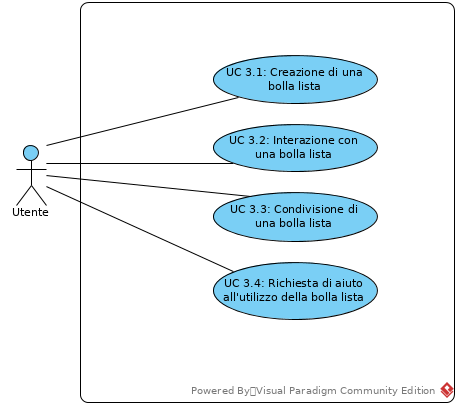 UC 3.1: Creazione di una
bolla lista
UC 3.2: Interazione con
una bolla lista
Utente
UC 3.3: Condivisione di
una bolla lista
UC 3.4: Richiesta di aiuto
all'utilizzo della bolla lista
Powered By Visual Paradigm Community Edition